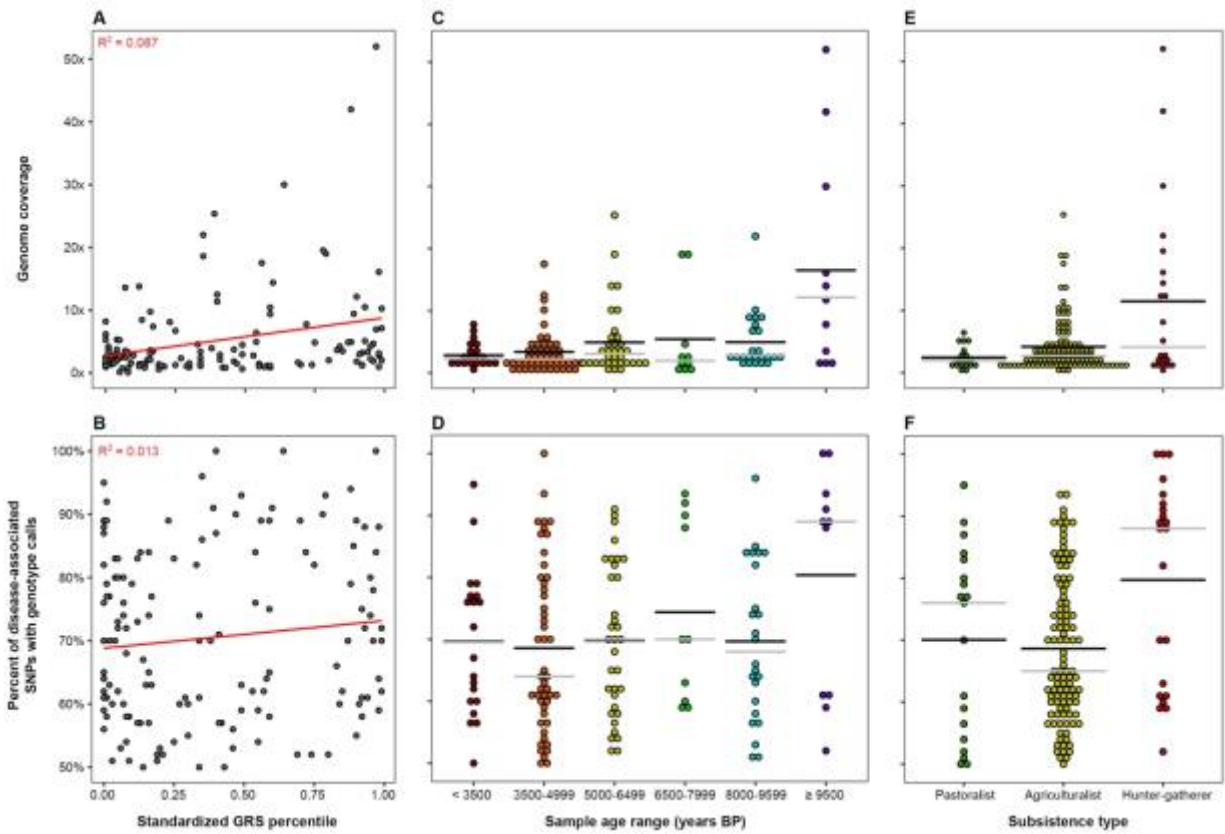 A
C
E
R² = 0.087
50x
40x
30x
20x
10x
0x
Genome coverage
B
D
F
R² = 0.013
100%
90%
80%
70%
60%
50%
Percent of disease-associated
SNPs with genotype calls
0.00 0.25 0.50 0.75 1.00
< 3500 3500-4999 5000-6499 6500-7999 8000-9599 ≥ 9500
Pastoralist Agriculturalist Hunter-gatherer
Standardized GRS percentile
Sample age range (years BP)
Subsistence type